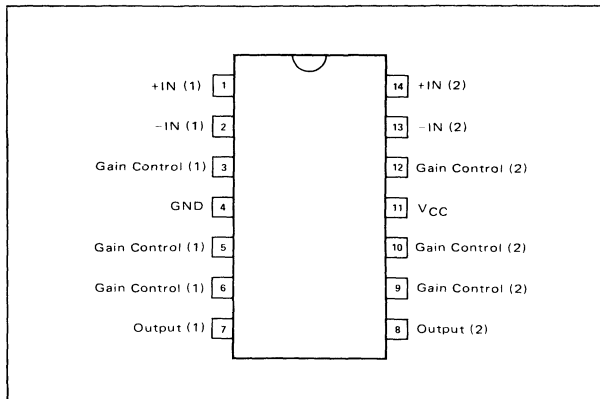 +IN (1) 1 14 +IN (2)
−IN (1) 2 13 −IN (2)
Gain Control (1) 3 12 Gain Control (2)
GND 4 11 VCC
Gain Control (1) 5 10 Gain Control (2)
Gain Control (1) 6 9 Gain Control (2)
Output (1) 7 8 Output (2)